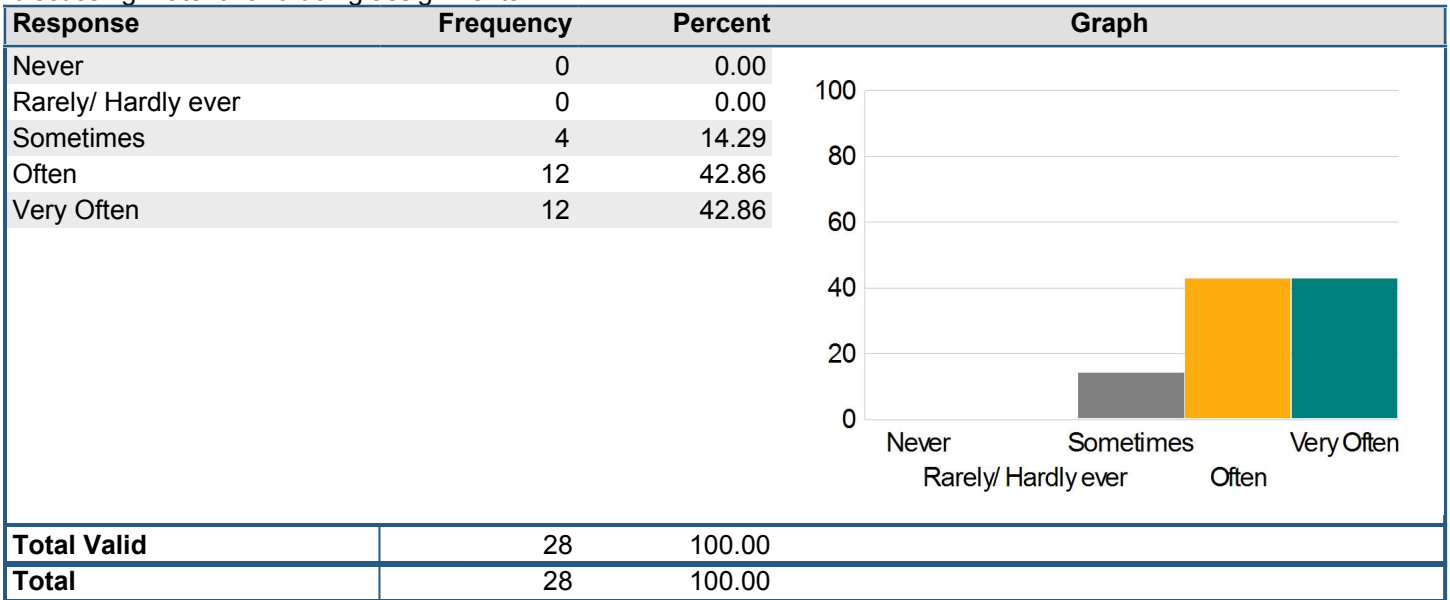 Response Frequency Percent Graph
Never 0 0.00
Rarely/ Hardly ever 0 0.00
Sometimes 4 14.29
Often 12 42.86
Very Often 12 42.86
100
80
60
40
20
0
Never Sometimes Very Often
Rarely/ Hardly ever Often
Total Valid 28 100.00
Total 28 100.00